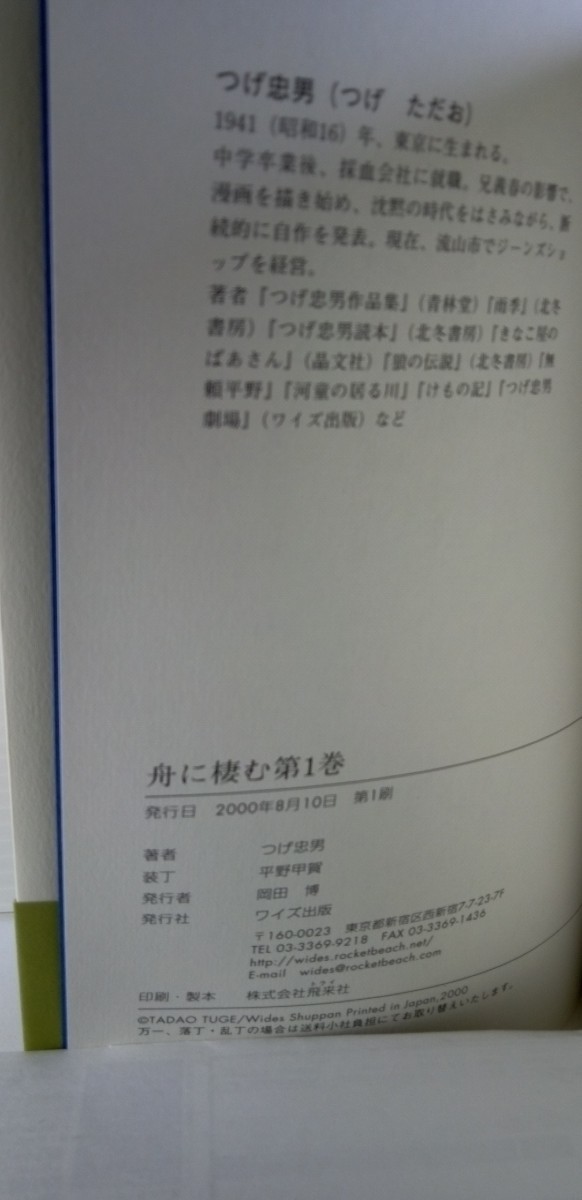 つげ忠男（つげ　ただお）
1941（昭和16）年、東京に生まれる。
中学卒業後、採血会社に就職。兄義春の影響で、
漫画を描き始め、沈黙の時代をはさみながら、断
続的に自作を発表。現在、流山市でジーンズショ
ップを経営。
著者『つげ忠男作品集』（青林堂）『雨季』（北冬
書房）『つげ忠男読本』（北冬書房）『きなこ屋の
ばあさん』（晶文社）『狼の伝説』（北冬書房）『無
頼平野』『河童の居る川』『けもの記』『つげ忠男
劇場』（ワイズ出版）など
舟に棲む第1巻
発行日　2000年8月10日　第1刷
著者　つげ忠男
装丁　平野甲賀
発行者　岡田　博
発行社　ワイズ出版
〒160-0023　東京都新宿区西新宿7-7-23-7F
TEL 03-3369-9218　FAX 03-3369-1436
http://wides.rocketbeach.net/
E-mail　wides@rocketbeach.com
印刷・製本　株式会社飛来社
©TADAO TUGE/Wides Shuppan Printed in Japan,2000
万一、落丁・乱丁の場合は送料小社負担にてお取り替えいたします。